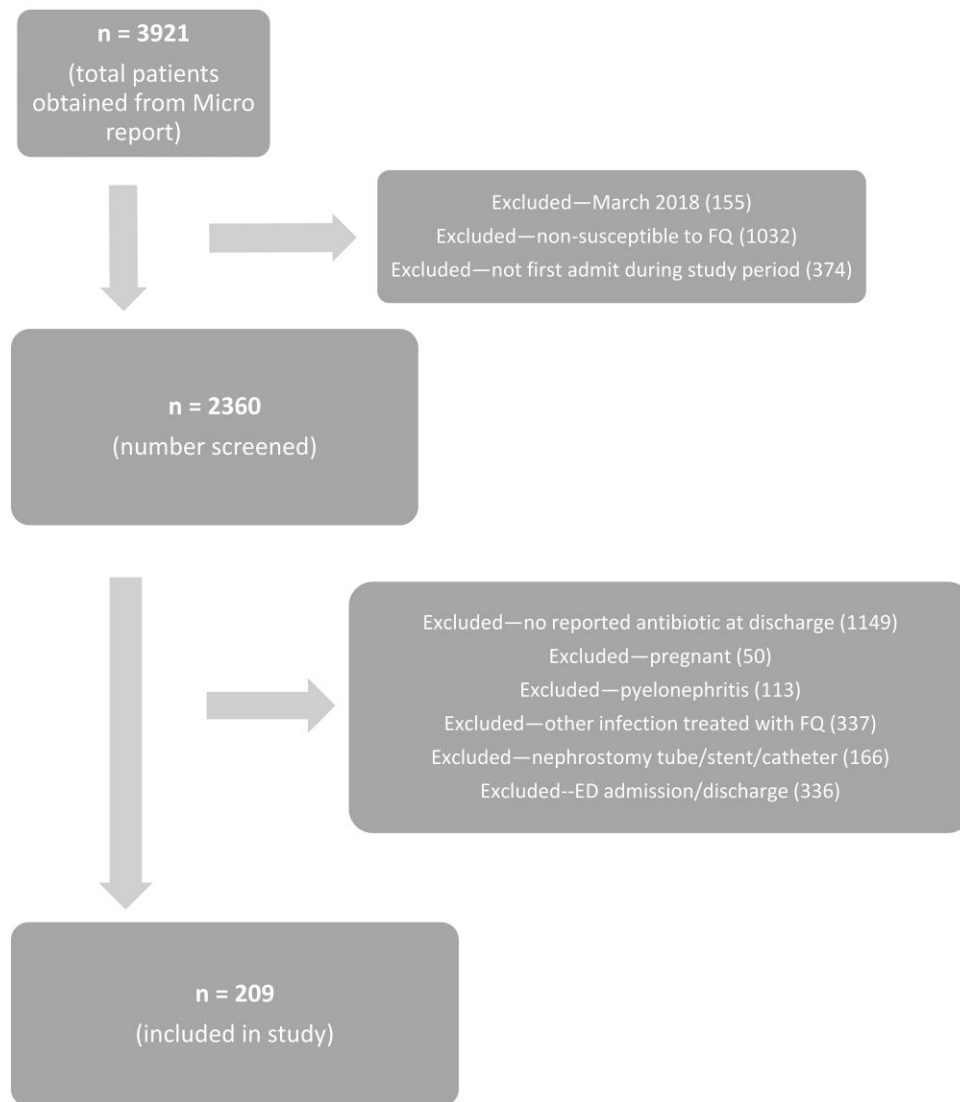 n = 3921
(total patients
obtained from Micro
report)
Excluded—March 2018 (155)
Excluded—non-susceptible to FQ (1032)
Excluded—not first admit during study period (374)
n = 2360
(number screened)
Excluded—no reported antibiotic at discharge (1149)
Excluded—pregnant (50)
Excluded—pyelonephritis (113)
Excluded—other infection treated with FQ (337)
Excluded—nephrostomy tube/stent/catheter (166)
Excluded--ED admission/discharge (336)
n = 209
(included in study)